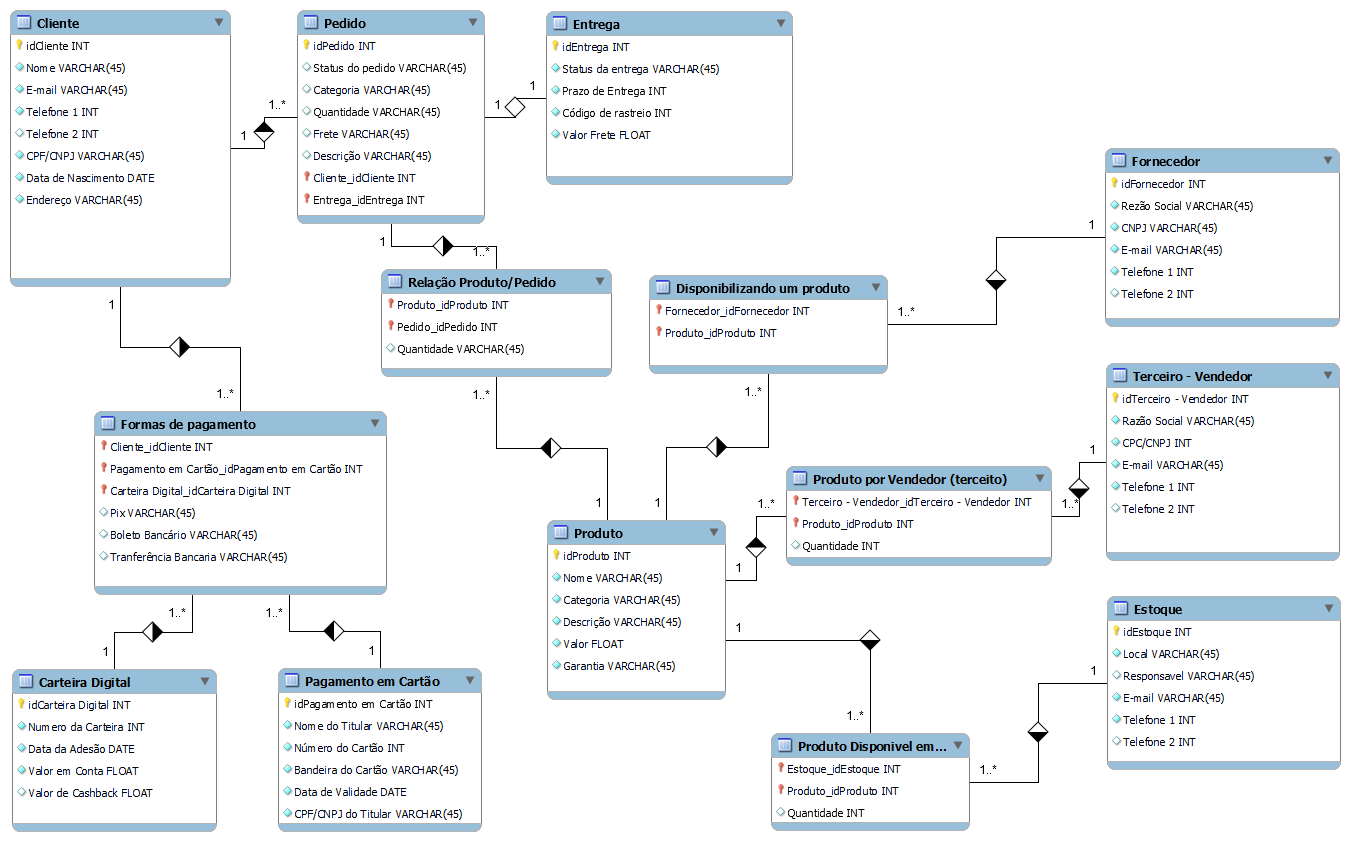 Cliente
idCliente INT
Nome VARCHAR(45)
E-mail VARCHAR(45)
Telefone 1 INT
Telefone 2 INT
CPF/CNPJ VARCHAR(45)
Data de Nascimento DATE
Endereço VARCHAR(45)
1
1..*
Pedido
idPedido INT
Status do pedido VARCHAR(45)
Categoria VARCHAR(45)
Quantidade VARCHAR(45)
Frete VARCHAR(45)
Descrição VARCHAR(45)
Cliente_idCliente INT
Entrega_idEntrega INT
1
1
Entrega
idEntrega INT
Status da entrega VARCHAR(45)
Prazo de Entrega INT
Código de rastreio INT
Valor Frete FLOAT
Fornecedor
idFornecedor INT
Rezão Social VARCHAR(45)
CNPJ VARCHAR(45)
E-mail VARCHAR(45)
Telefone 1 INT
Telefone 2 INT
1
1..*
1
1..*
Relação Produto/Pedido
Produto_idProduto INT
Pedido_idPedido INT
Quantidade VARCHAR(45)
1..*
1
Disponibilizando um produto
Fornecedor_idFornecedor INT
Produto_idProduto INT
1..*
1
Terceiro - Vendedor
idTerceiro - Vendedor INT
Razão Social VARCHAR(45)
CPC/CNPJ INT
E-mail VARCHAR(45)
Telefone 1 INT
Telefone 2 INT
1
1..*
1
1..*
Formas de pagamento
Cliente_idCliente INT
Pagamento em Cartão_idPagamento em Cartão INT
Carteira Digital_idCarteira Digital INT
Pix VARCHAR(45)
Boleto Bancário VARCHAR(45)
Tranferência Bancaria VARCHAR(45)
1..*
1..*
1
1
Produto por Vendedor (terceito)
Terceiro - Vendedor_idTerceiro - Vendedor INT
Produto_idProduto INT
Quantidade INT
1..*
1
Produto
idProduto INT
Nome VARCHAR(45)
Categoria VARCHAR(45)
Descrição VARCHAR(45)
Valor FLOAT
Garantia VARCHAR(45)
1
1..*
Estoque
idEstoque INT
Local VARCHAR(45)
Responsavel VARCHAR(45)
E-mail VARCHAR(45)
Telefone 1 INT
Telefone 2 INT
1
1..*
Carteira Digital
idCarteira Digital INT
Numero da Carteira INT
Data da Adesão DATE
Valor em Conta FLOAT
Valor de Cashback FLOAT
Pagamento em Cartão
idPagamento em Cartão INT
Nome do Titular VARCHAR(45)
Número do Cartão INT
Bandeira do Cartão VARCHAR(45)
Data de Validade DATE
CPF/CNPJ do Titular VARCHAR(45)
Produto Disponivel em...
Estoque_idEstoque INT
Produto_idProduto INT
Quantidade INT